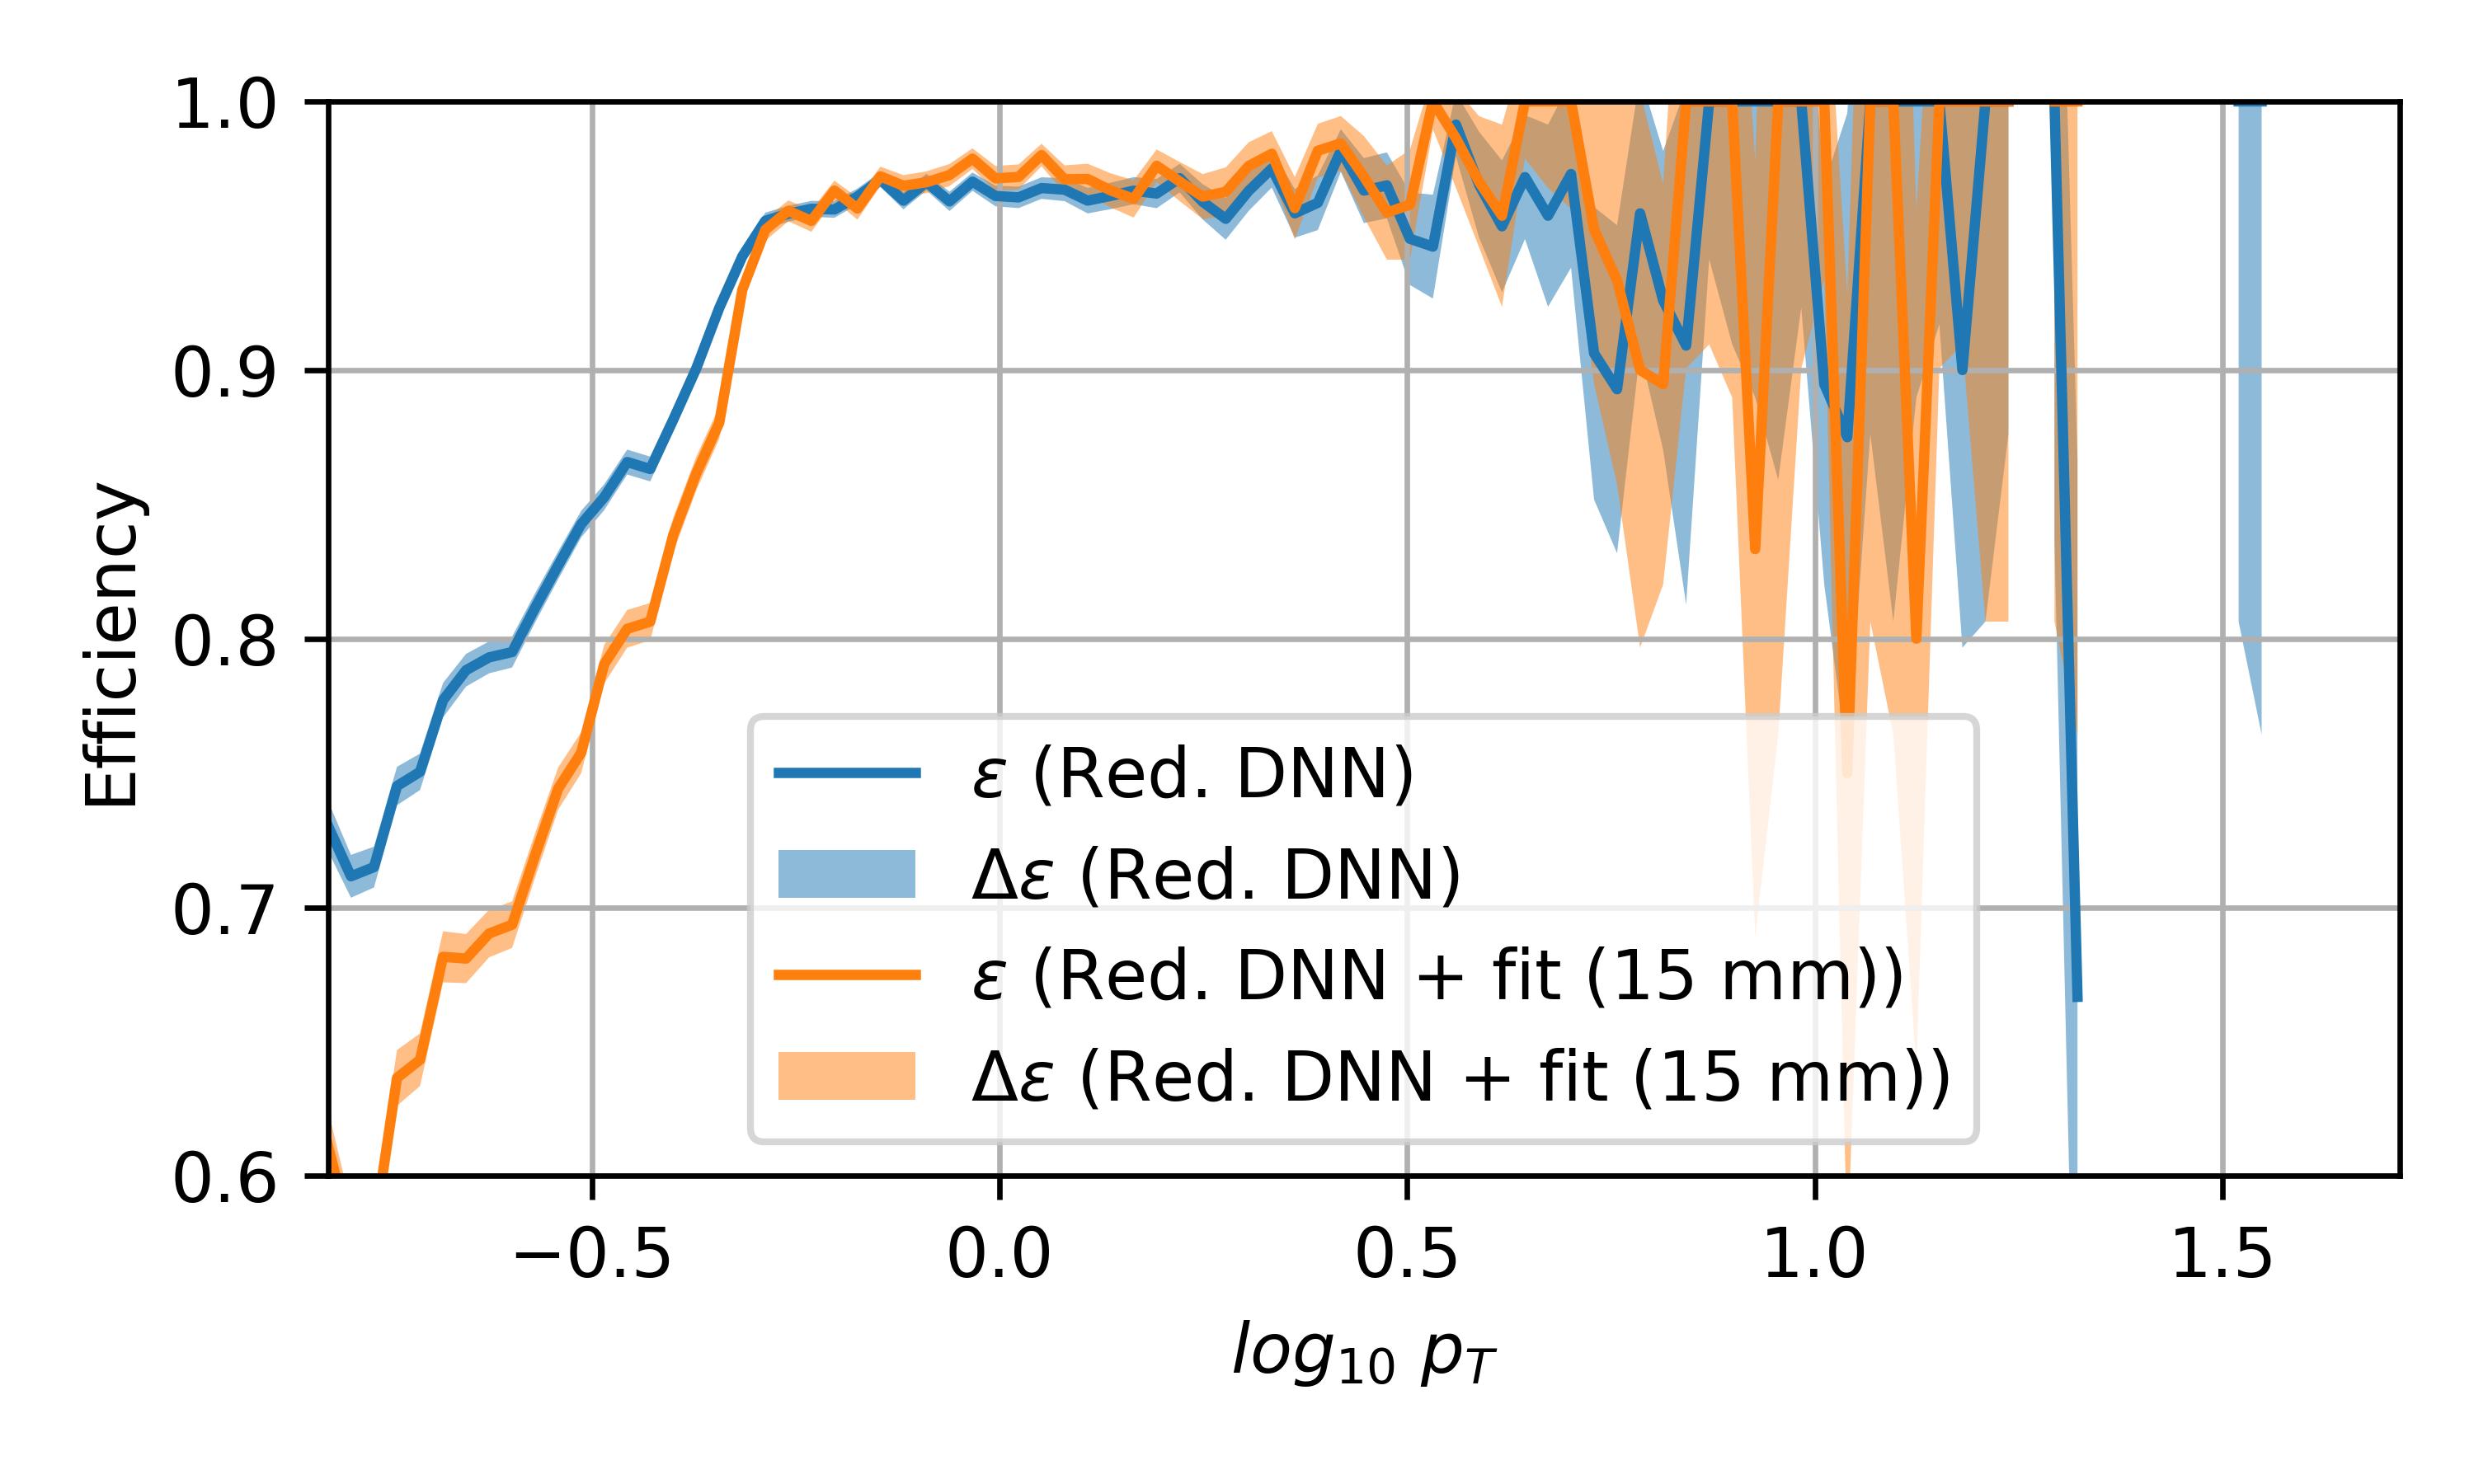 1.0
0.9
0.8
0.7
0.6
Efficiency
ε (Red. DNN)
Δε (Red. DNN)
ε (Red. DNN + fit (15 mm))
Δε (Red. DNN + fit (15 mm))
−0.5 0.0 0.5 1.0 1.5
log₁₀ p_T